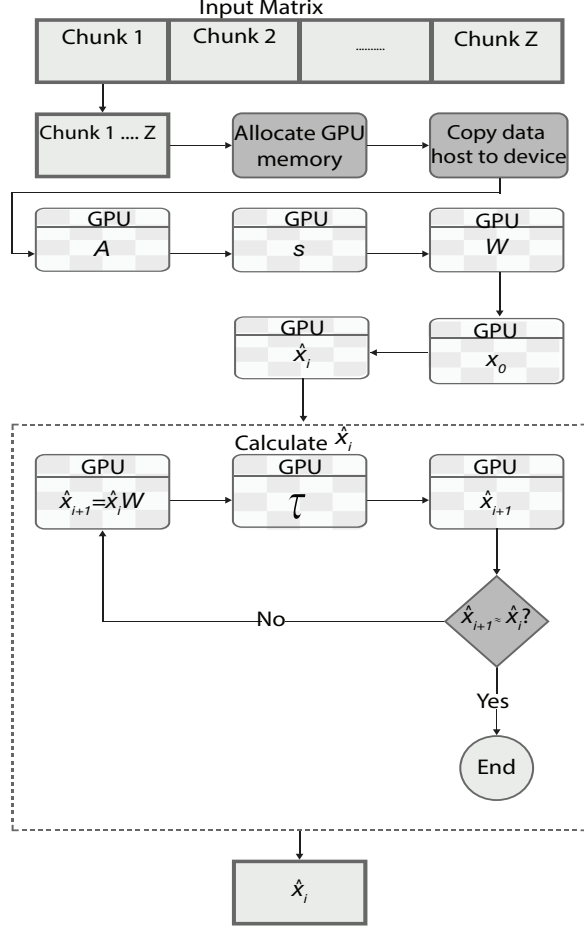 Input Matrix
Chunk 1
Chunk 2
..........
Chunk Z
Chunk 1 .... Z
Allocate GPU
memory
Copy data
host to device
GPU
A
GPU
s
GPU
W
GPU
x̂ᵢ
GPU
x₀
Calculate x̂ᵢ
GPU
x̂ᵢ₊₁=x̂ᵢW
GPU
τ
GPU
x̂ᵢ₊₁
x̂ᵢ₊₁≈ x̂ᵢ?
No
Yes
End
x̂ᵢ